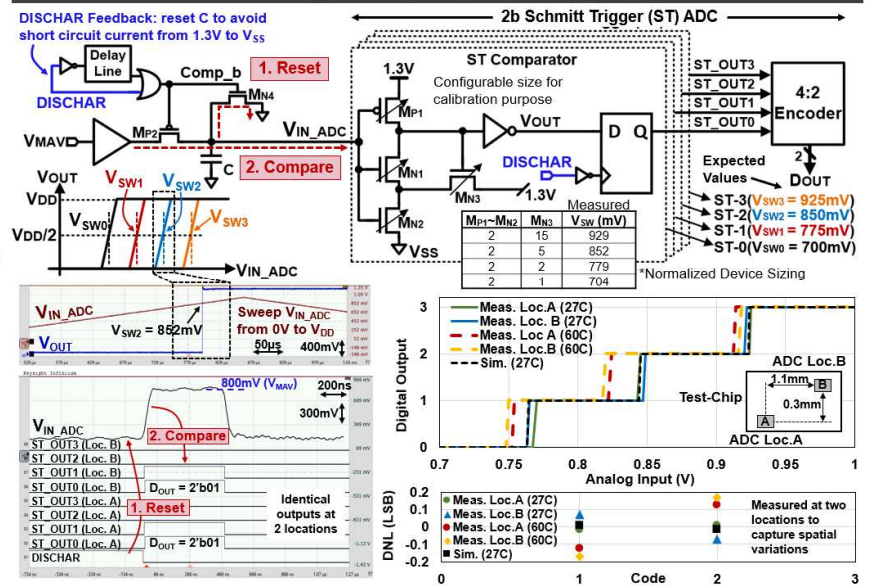 DISCHAR Feedback: reset C to avoid
short circuit current from 1.3V to VSS
2b Schmitt Trigger (ST) ADC
Delay
Line
Comp_b
1. Reset
DISCHAR
MN4
MP2
VMAV
VIN_ADC
C
2. Compare
ST Comparator
1.3V
Configurable size for
calibration purpose
MP1
VOUT
D Q
MN1
DISCHAR
MN3
1.3V
MN2
VSS
ST_OUT3
ST_OUT2
ST_OUT1
ST_OUT0
4:2
Encoder
2
DOUT
Expected
Values
ST-3(VSW3 = 925mV)
ST-2(VSW2 = 850mV)
ST-1(VSW1 = 775mV)
ST-0(VSW0 = 700mV)
Measured
MP1~MN2 MN3 VSW (mV)
2 15 929
2 5 852
2 2 779
2 1 704
*Normalized Device Sizing
VOUT
VDD
VDD/2
VSW0
VSW1
VSW2
VSW3
VIN_ADC
VIN_ADC
VSW2 = 852mV
Sweep VIN_ADC
from 0V to VDD
VOUT
50µs
400mV
Keysight Infiniium
800mV (VMAV)
200ns
300mV
VIN_ADC
2. Compare
ST_OUT3 (Loc. B)
ST_OUT2 (Loc. B)
ST_OUT1 (Loc. B)
ST_OUT0 (Loc. B)
DOUT = 2'b01
ST_OUT3 (Loc. A)
ST_OUT2 (Loc. A)
ST_OUT1 (Loc. A)
ST_OUT0 (Loc. A)
DOUT = 2'b01
DISCHAR
1. Reset
Identical
outputs at
2 locations
Digital Output
3
2
1
0
Meas. Loc.A (27C)
Meas. Loc. B (27C)
Meas. Loc A (60C)
Meas. Loc.B (60C)
Sim. (27C)
Test-Chip
ADC Loc.B
1.1mm
B
0.3mm
A
ADC Loc.A
0.7 0.75 0.8 0.85 0.9 0.95 1
Analog Input (V)
DNL (LSB)
0.2
0.1
0
-0.1
-0.2
Meas. Loc.A (27C)
Meas. Loc.B (27C)
Meas. Loc.A (60C)
Meas. Loc.B (60C)
Sim. (27C)
Measured at two
locations to
capture spatial
variations
0 1 2 3
Code